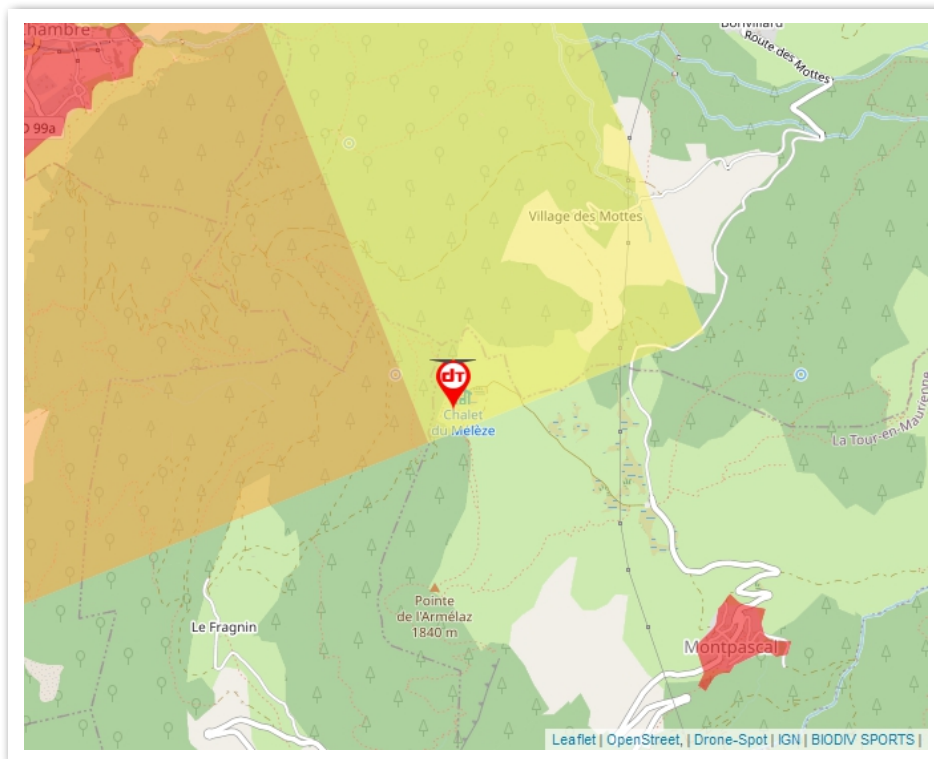 hambre
Bonvillard
Route des Mottes
D 99a
Village des Mottes
dT
Chalet
du Mélèze
La Tour-en-Maurienne
Pointe
de l'Armélaz
1840 m
Le Fragnin
Montpascal
Leaflet | OpenStreet, | Drone-Spot | IGN | BIODIV SPORTS |